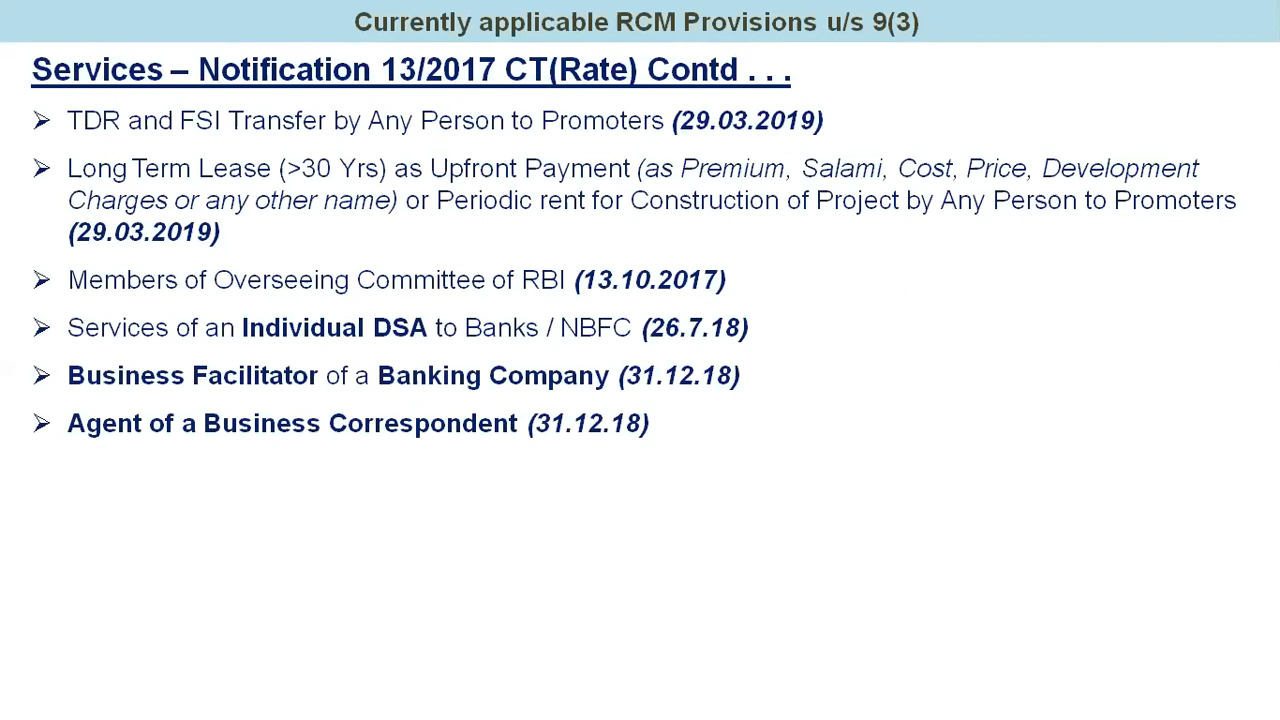 Currently applicable RCM Provisions u/s 9(3)
Services – Notification 13/2017 CT(Rate) Contd . . .
➢ TDR and FSI Transfer by Any Person to Promoters (29.03.2019)
➢ Long Term Lease (>30 Yrs) as Upfront Payment (as Premium, Salami, Cost, Price, Development
Charges or any other name) or Periodic rent for Construction of Project by Any Person to Promoters
(29.03.2019)
➢ Members of Overseeing Committee of RBI (13.10.2017)
➢ Services of an Individual DSA to Banks / NBFC (26.7.18)
➢ Business Facilitator of a Banking Company (31.12.18)
➢ Agent of a Business Correspondent (31.12.18)